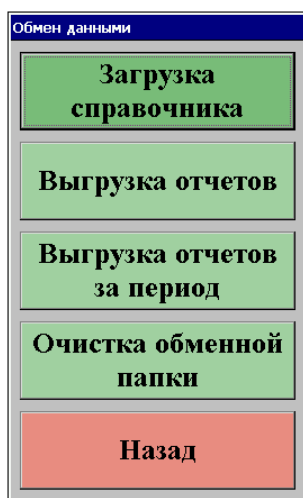 Обмен данными
Загрузка
справочника
Выгрузка отчетов
Выгрузка отчетов
за период
Очистка обменной
папки
Назад